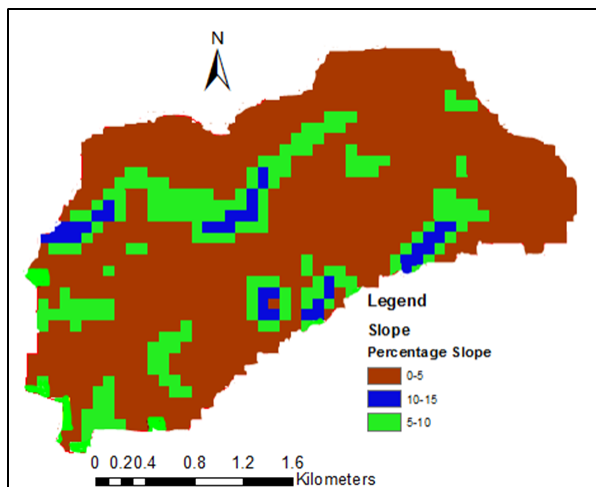 N
Legend
Slope
Percentage Slope
0-5
10-15
5-10
0 0.20.4 0.8 1.2 1.6
Kilometers